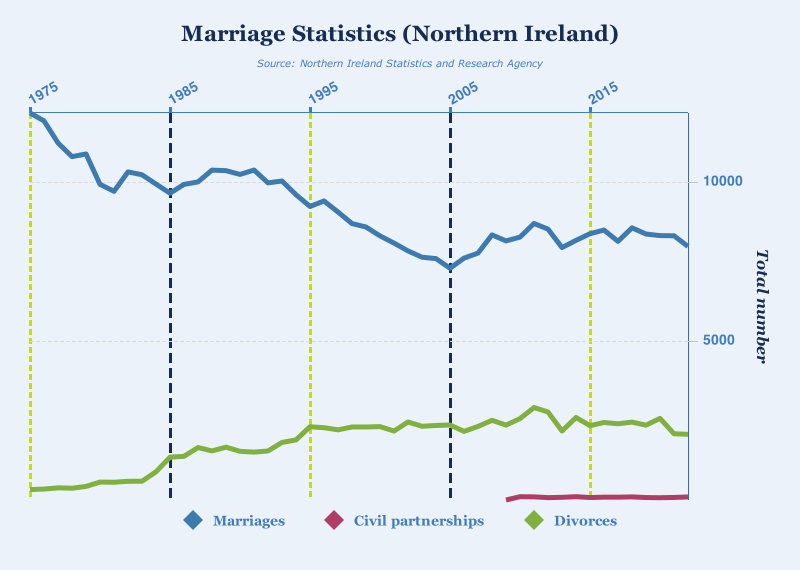 Marriage Statistics (Northern Ireland)
Source: Northern Ireland Statistics and Research Agency
1975 1985 1995 2005 2015
10000
5000
Total number
Marriages Civil partnerships Divorces